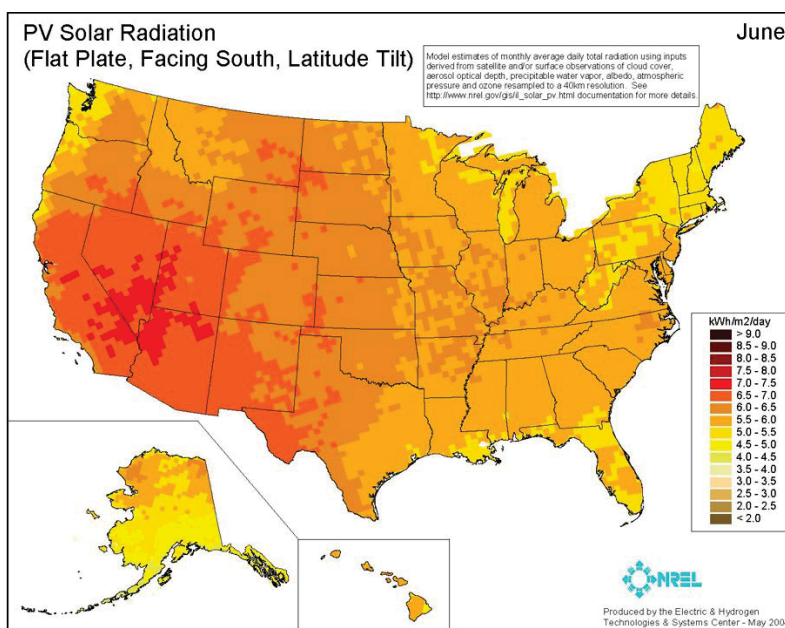 PV Solar Radiation
(Flat Plate, Facing South, Latitude Tilt)
June
Model estimates of monthly average daily total radiation using inputs
derived from satellite and/or surface observations of cloud cover,
aerosol optical depth, precipitable water vapor, albedo, atmospheric
pressure and ozone resampled to a 40km resolution. See
http://www.nrel.gov/gis/il_solar_pv.html documentation for more details.
kWh/m2/day
> 9.0
8.5 - 9.0
8.0 - 8.5
7.5 - 8.0
7.0 - 7.5
6.5 - 7.0
6.0 - 6.5
5.5 - 6.0
5.0 - 5.5
4.5 - 5.0
4.0 - 4.5
3.5 - 4.0
3.0 - 3.5
2.5 - 3.0
2.0 - 2.5
< 2.0
NREL
Produced by the Electric & Hydrogen
Technologies & Systems Center - May 2004